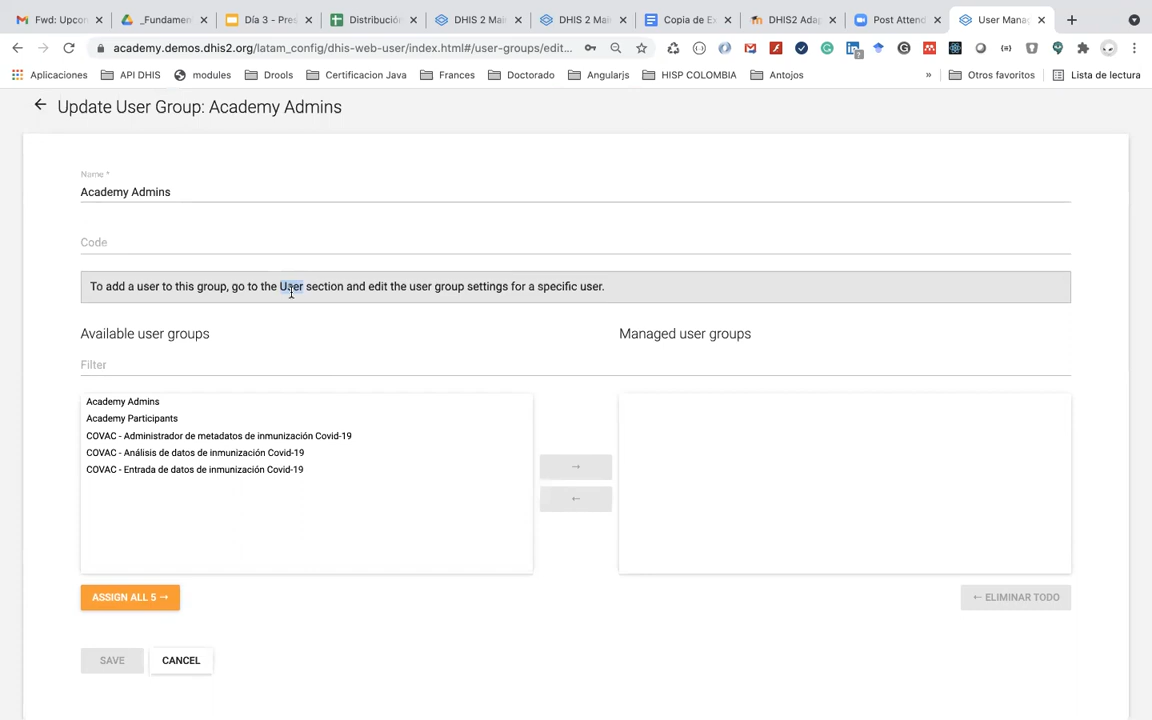 Fwd: Upcon
_Fundamen
Día 3 - Pres
Distribución
DHIS 2 Mai
DHIS 2 Mai
Copia de E
DHIS2 Adap
Post Attend
User Mana
academy.demos.dhis2.org/latam_config/dhis-web-user/index.html#/user-groups/edit...
Aplicaciones
API DHIS
modules
Drools
Certificacion Java
Frances
Doctorado
Angularjs
HISP COLOMBIA
Antojos
»
Otros favoritos
Lista de lectura
Update User Group: Academy Admins
Name *
Academy Admins
Code
To add a user to this group, go to the User section and edit the user group settings for a specific user.
Available user groups
Managed user groups
Filter
Academy Admins
Academy Participants
COVAC - Administrador de metadatos de inmunización Covid-19
COVAC - Análisis de datos de inmunización Covid-19
COVAC - Entrada de datos de inmunización Covid-19
→
←
ASSIGN ALL 5 →
← ELIMINAR TODO
SAVE
CANCEL